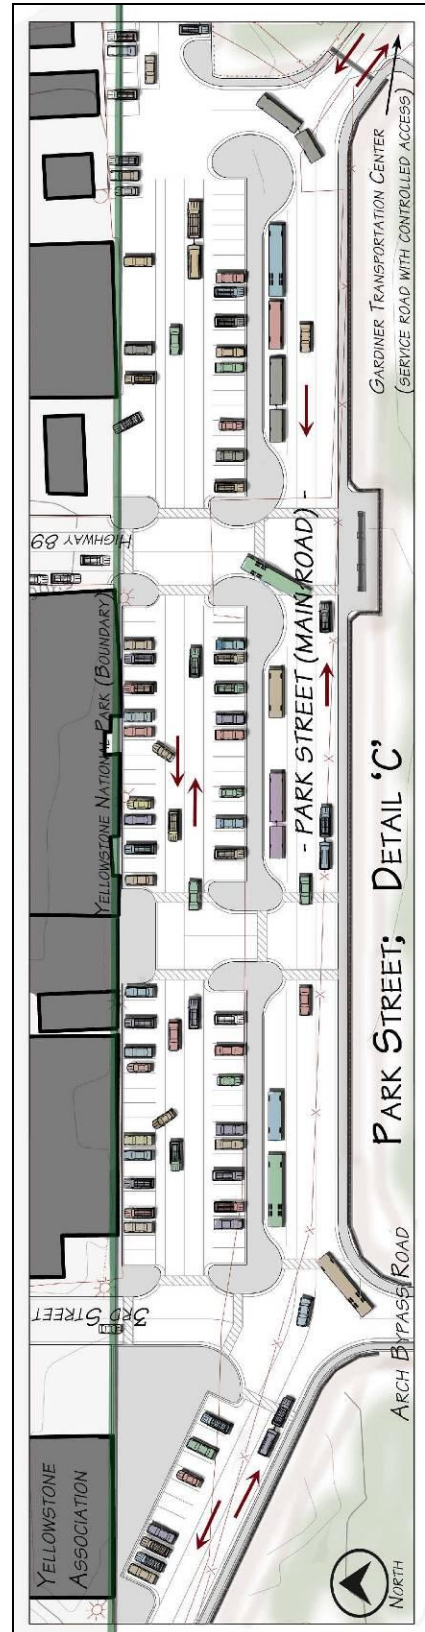 GARDINER TRANSPORTATION CENTER
(SERVICE ROAD WITH CONTROLLED ACCESS)
HIGHWAY 89
YELLOWSTONE NATIONAL PARK (BOUNDARY)
- PARK STREET (MAIN ROAD) -
PARK STREET; DETAIL 'C'
3RD STREET
ARCH BYPASS ROAD
YELLOWSTONE
ASSOCIATION
NORTH